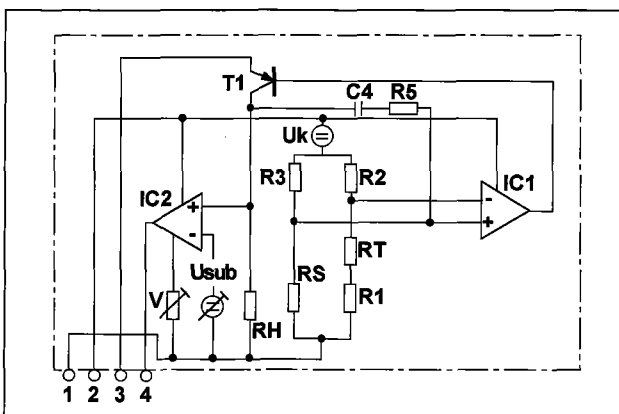 T1
C4 R5
Uk
R3 R2
IC1
IC2
- +
+ -
Usub
RS RT
V
RH R1
1 2 3 4